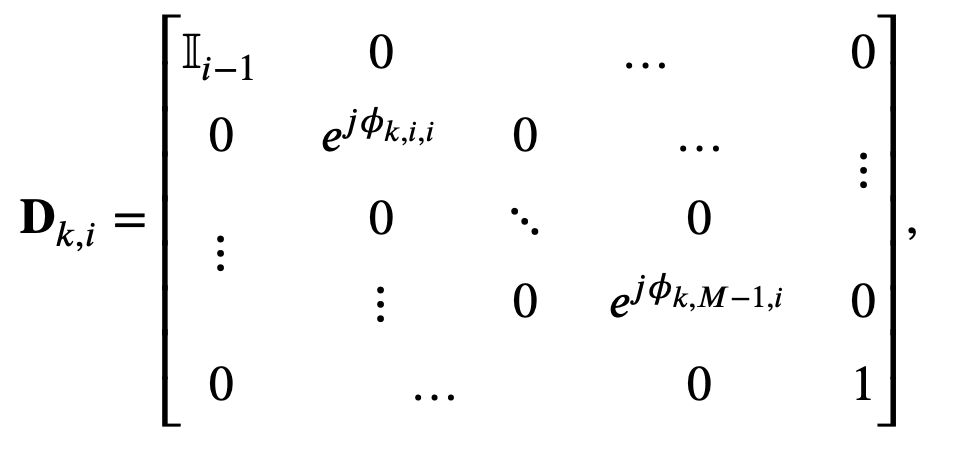 𝕀_{i−1} 0 … 0
0 e^{jϕ_{k,i,i}} 0 … ⋮
D_{k,i} = ⋮ 0 ⋱ 0 ,
⋮ 0 e^{jϕ_{k,M−1,i}} 0
0 … 0 1